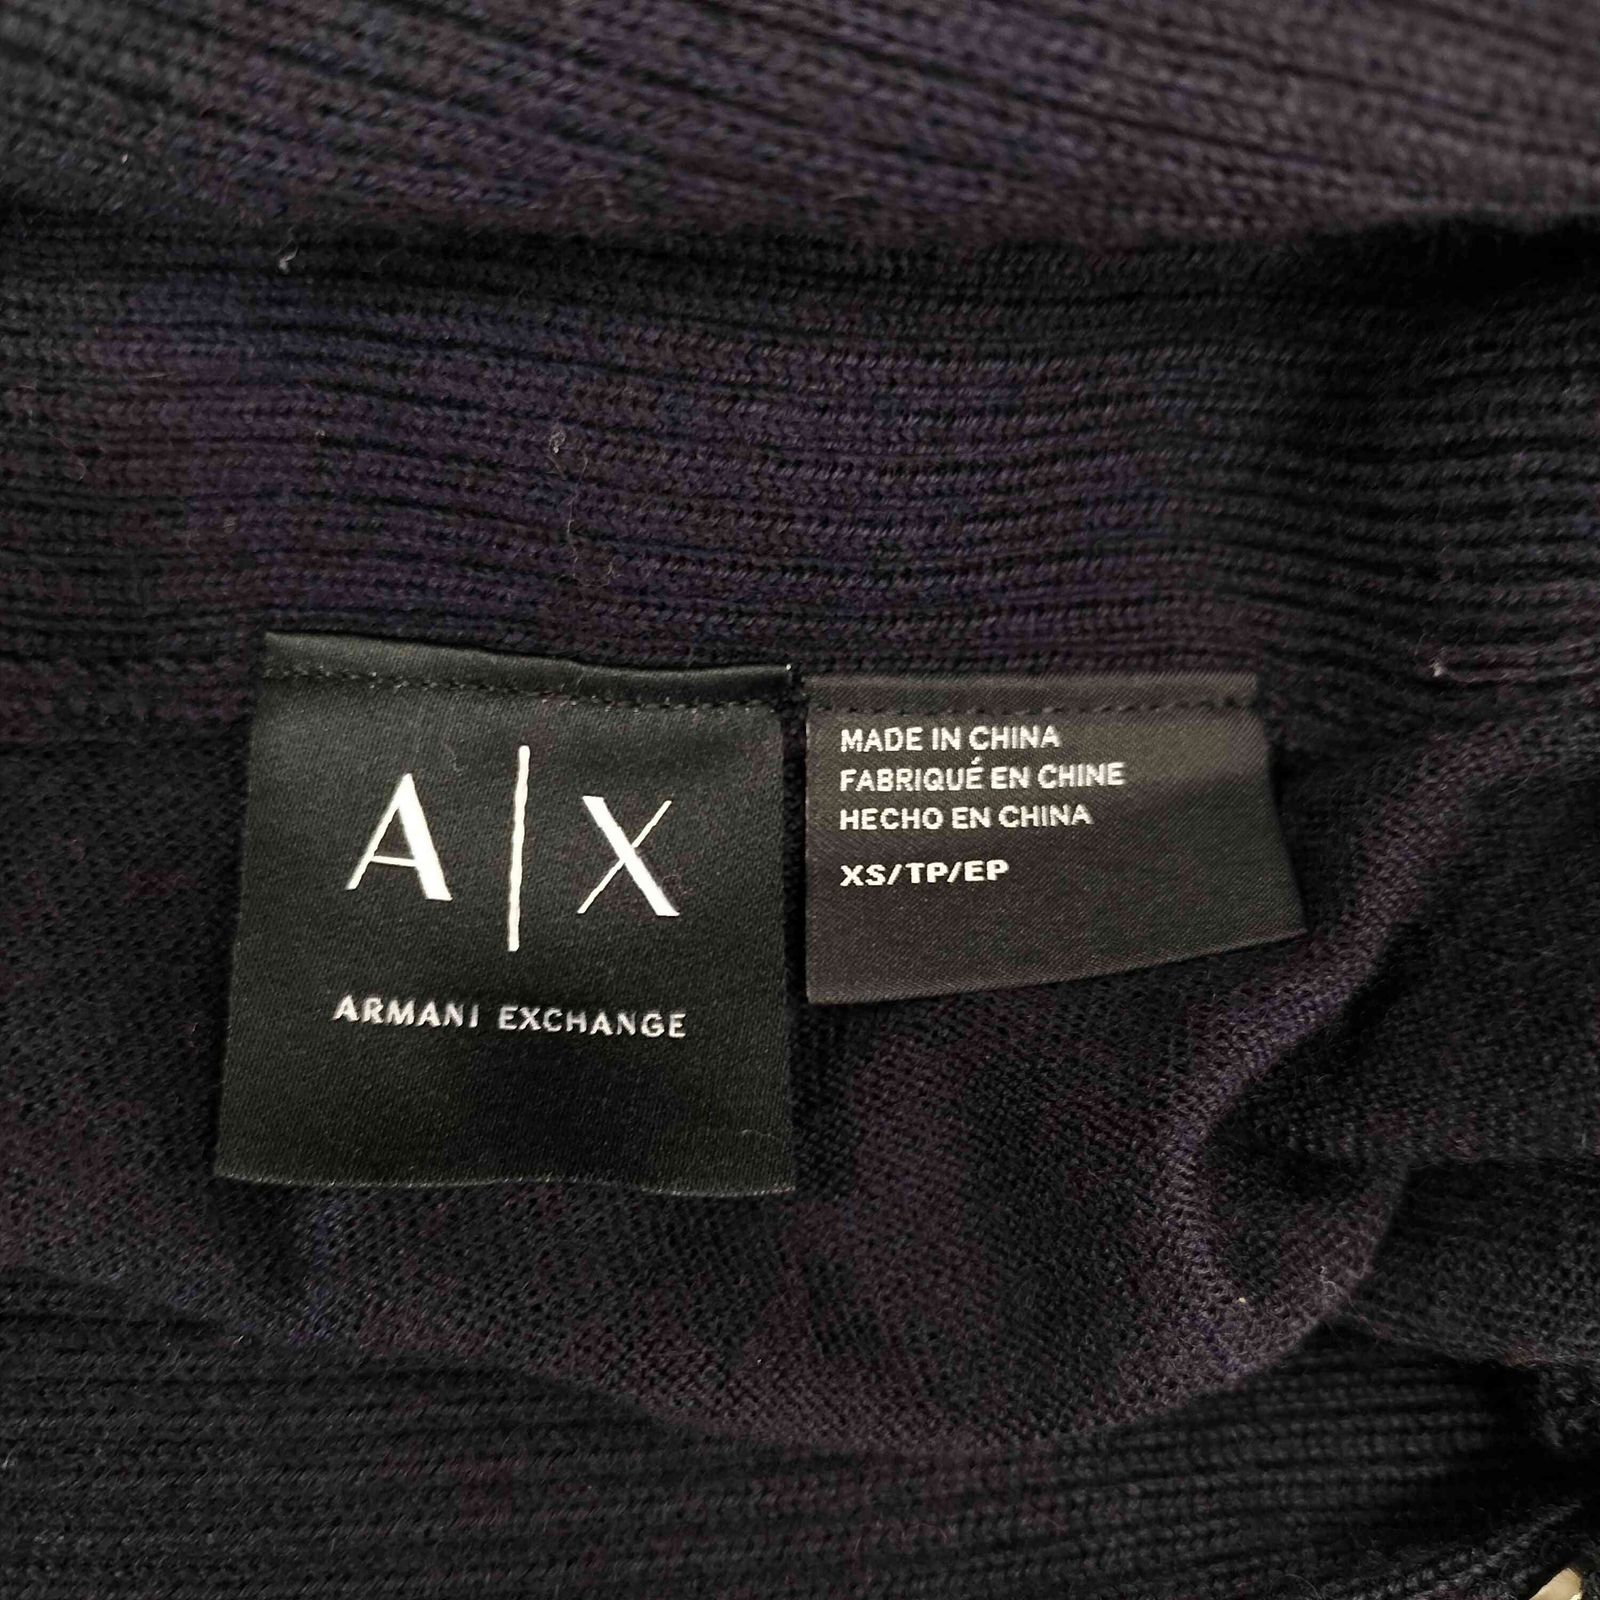 A|X
ARMANI EXCHANGE
MADE IN CHINA
FABRIQUÉ EN CHINE
HECHO EN CHINA
XS/TP/EP